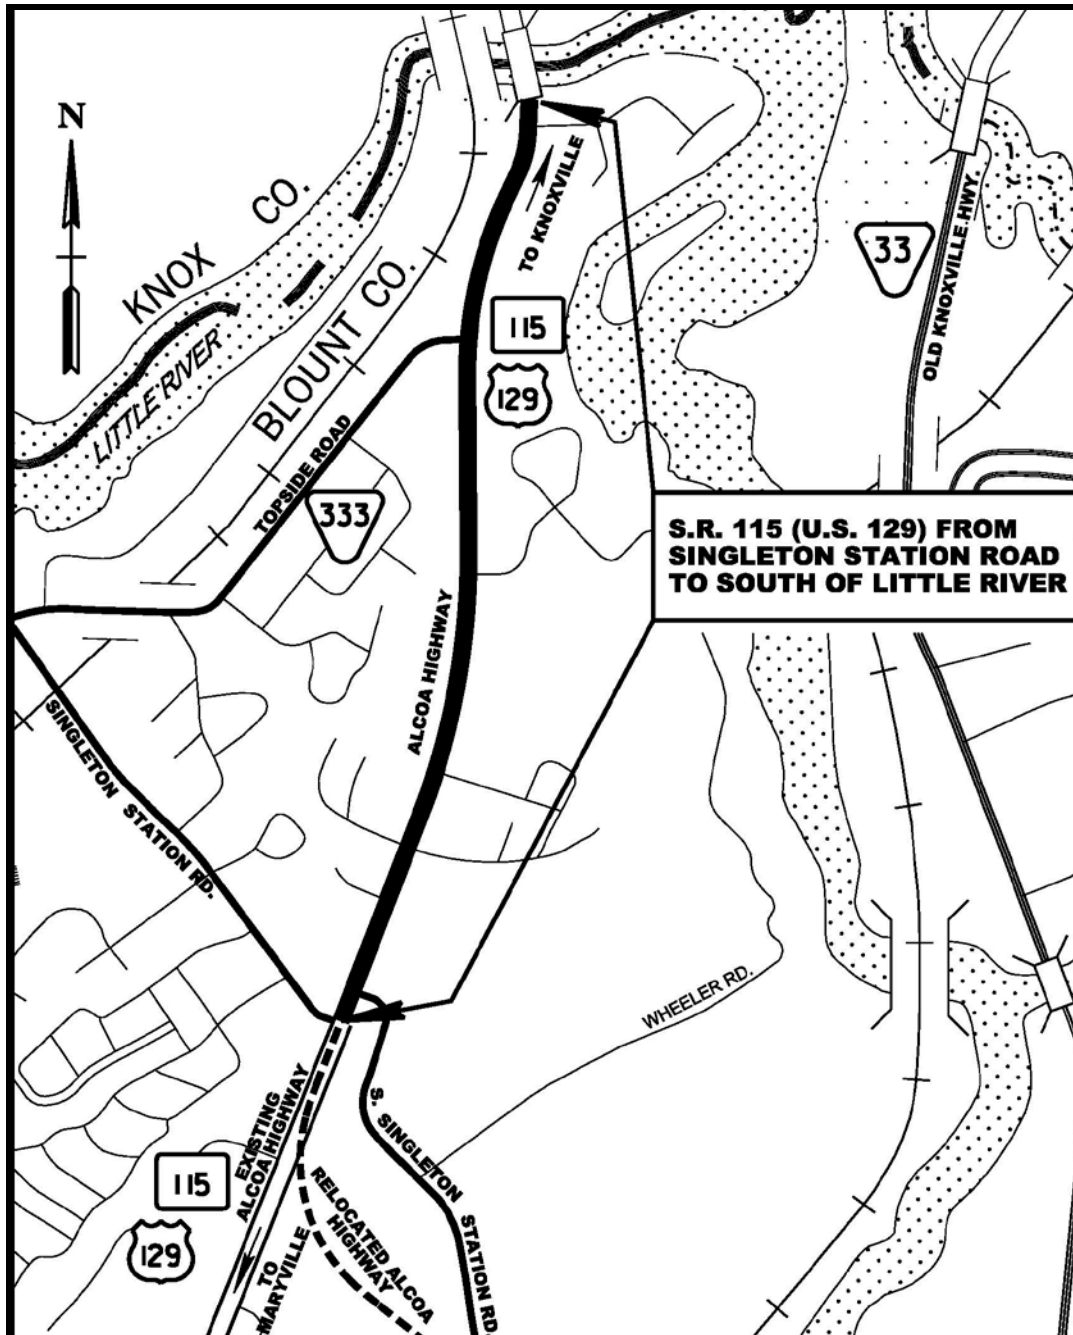 N
KNOX CO.
LITTLE RIVER
BLOUNT CO.
TO KNOXVILLE
115
129
33
OLD KNOXVILLE HWY.
TOPSIDE ROAD
333
S.R. 115 (U.S. 129) FROM
SINGLETON STATION ROAD
TO SOUTH OF LITTLE RIVER
ALCOA HIGHWAY
SINGLETON STATION RD.
WHEELER RD.
EXISTING
ALCOA HIGHWAY
115
129
S. SINGLETON STATION RD.
RELOCATED ALCOA
HIGHWAY
TO
MARYVILLE